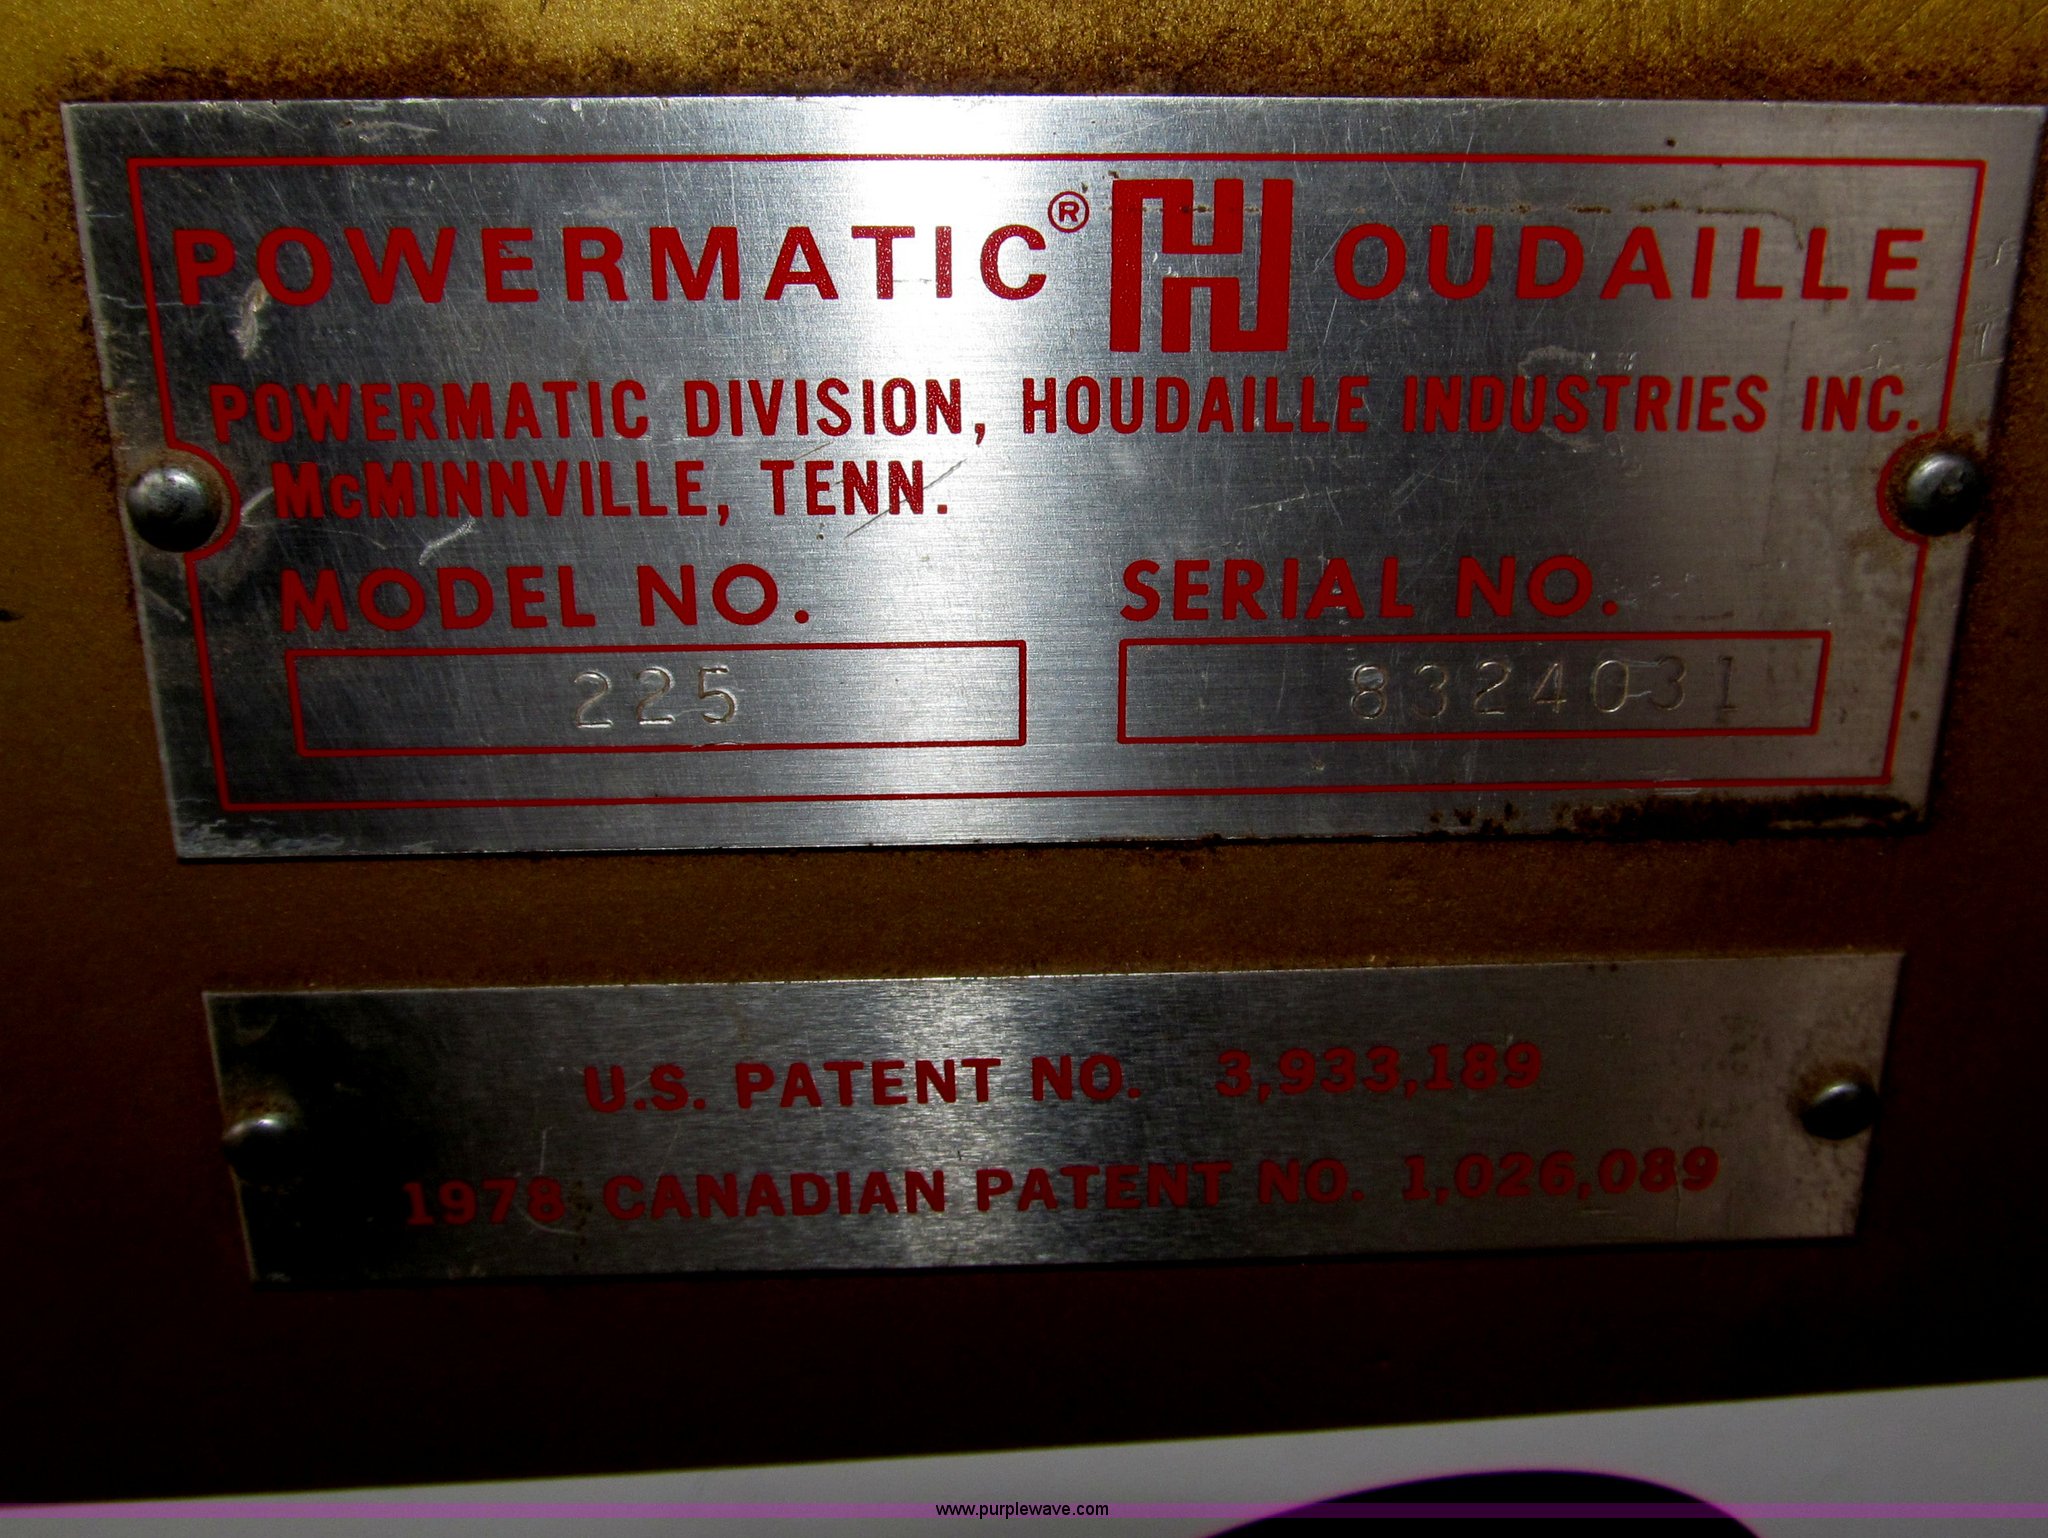 POWERMATIC® HOUDAILLE
POWERMATIC DIVISION, HOUDAILLE INDUSTRIES INC.
McMINNVILLE, TENN.
MODEL NO. SERIAL NO.
225 8324031
U.S. PATENT NO. 3,933,189
1978 CANADIAN PATENT NO. 1,026,089
www.purplewave.com